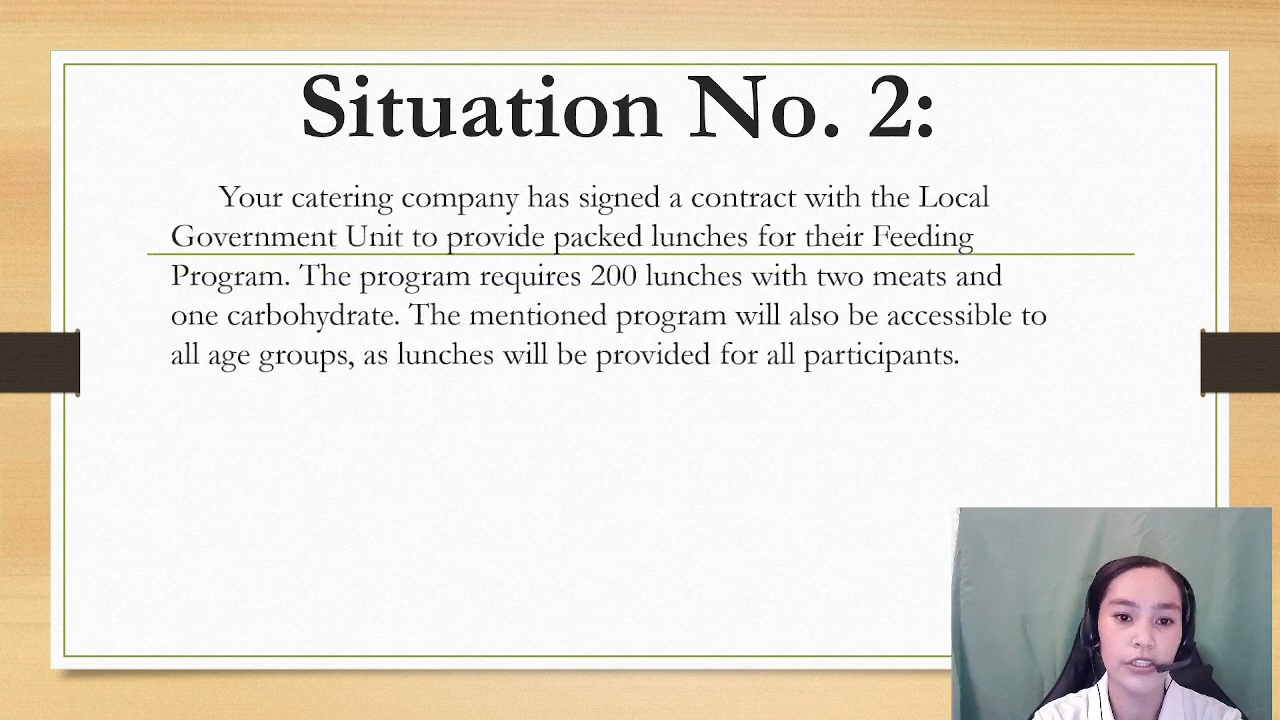 Situation No. 2:
Your catering company has signed a contract with the Local
Government Unit to provide packed lunches for their Feeding
Program. The program requires 200 lunches with two meats and
one carbohydrate. The mentioned program will also be accessible to
all age groups, as lunches will be provided for all participants.